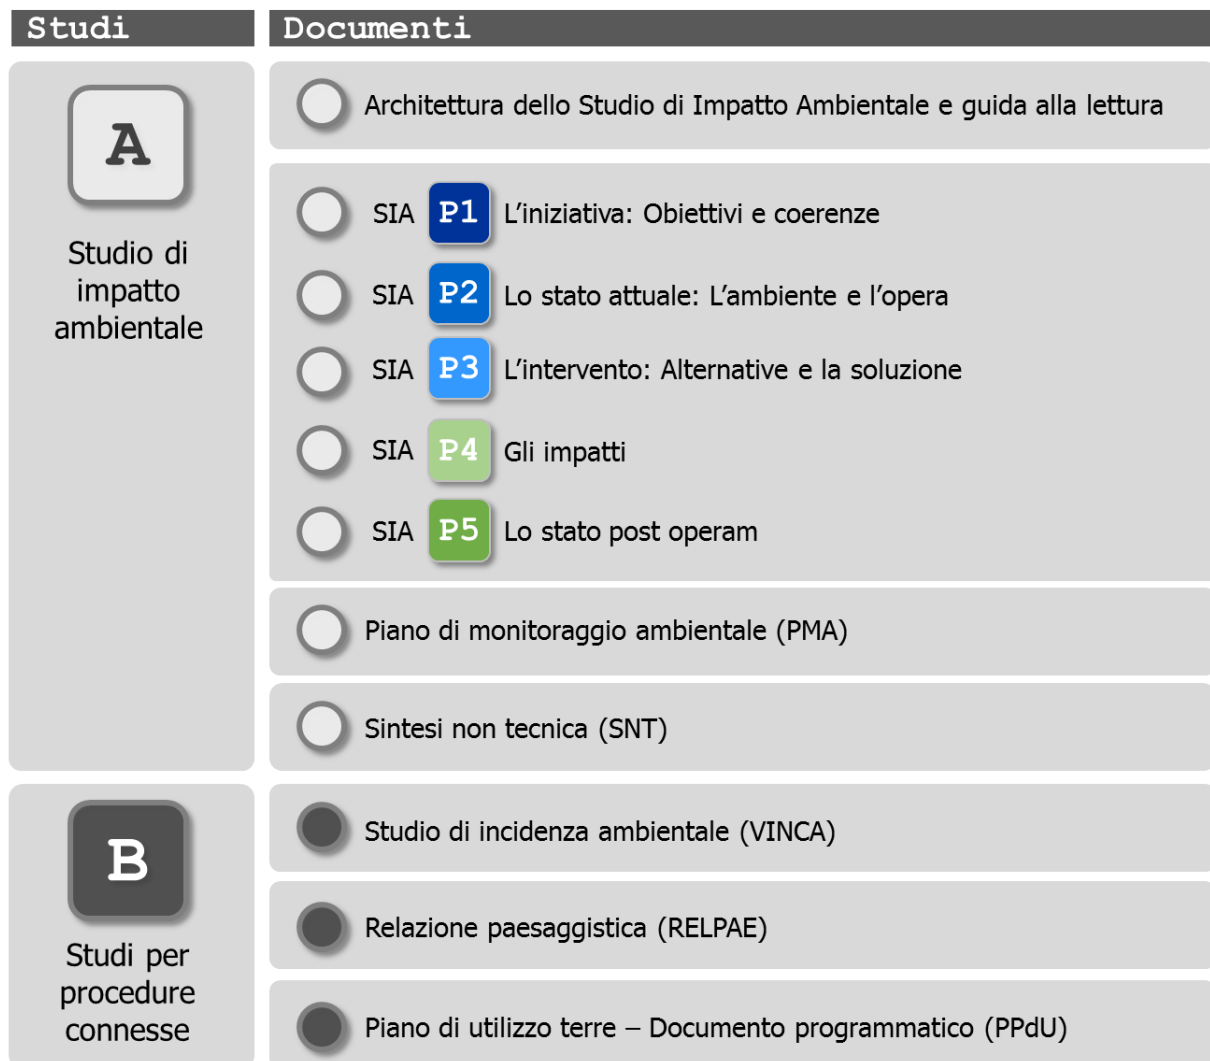 Studi
Documenti
A
Studio di
impatto
ambientale
Architettura dello Studio di Impatto Ambientale e guida alla lettura
SIA P1 L’iniziativa: Obiettivi e coerenze
SIA P2 Lo stato attuale: L’ambiente e l’opera
SIA P3 L’intervento: Alternative e la soluzione
SIA P4 Gli impatti
SIA P5 Lo stato post operam
Piano di monitoraggio ambientale (PMA)
Sintesi non tecnica (SNT)
B
Studi per
procedure
connesse
Studio di incidenza ambientale (VINCA)
Relazione paesaggistica (RELPAE)
Piano di utilizzo terre – Documento programmatico (PPdU)